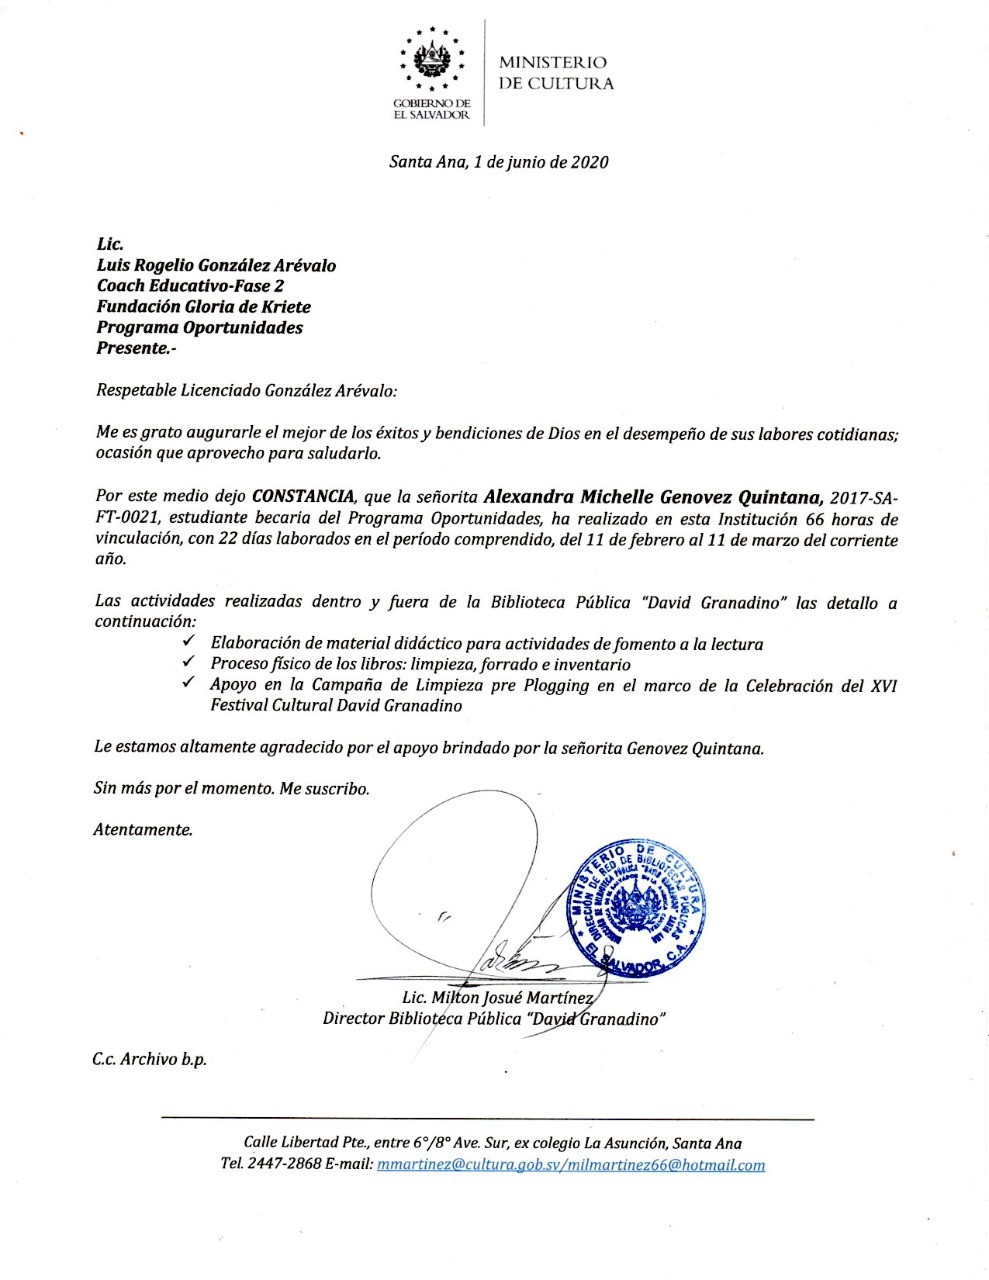 GOBIERNO DE
EL SALVADOR
MINISTERIO
DE CULTURA
Santa Ana, 1 de junio de 2020
Lic.
Luis Rogelio González Arévalo
Coach Educativo-Fase 2
Fundación Gloria de Kriete
Programa Oportunidades
Presente.-
Respetable Licenciado González Arévalo:
Me es grato augurarle el mejor de los éxitos y bendiciones de Dios en el desempeño de sus labores cotidianas;
ocasión que aprovecho para saludarlo.
Por este medio dejo CONSTANCIA, que la señorita Alexandra Michelle Genovez Quintana, 2017-SA-
FT-0021, estudiante becaria del Programa Oportunidades, ha realizado en esta Institución 66 horas de
vinculación, con 22 días laborados en el período comprendido, del 11 de febrero al 11 de marzo del corriente
año.
Las actividades realizadas dentro y fuera de la Biblioteca Pública “David Granadino” las detallo a
continuación:
✓ Elaboración de material didáctico para actividades de fomento a la lectura
✓ Proceso físico de los libros: limpieza, forrado e inventario
✓ Apoyo en la Campaña de Limpieza pre Plogging en el marco de la Celebración del XVI
Festival Cultural David Granadino
Le estamos altamente agradecido por el apoyo brindado por la señorita Genovez Quintana.
Sin más por el momento. Me suscribo.
Atentamente.
MINISTERIO DE CULTURA
DIRECCIÓN DE RED DE BIBLIOTECAS PÚBLICAS
EL SALVADOR, C.A.
Lic. Milton Josué Martínez
Director Biblioteca Pública “David Granadino”
C.c. Archivo b.p.
Calle Libertad Pte., entre 6°/8° Ave. Sur, ex colegio La Asunción, Santa Ana
Tel. 2447-2868 E-mail: mmartinez@cultura.gob.sv/milmartinez66@hotmail.com